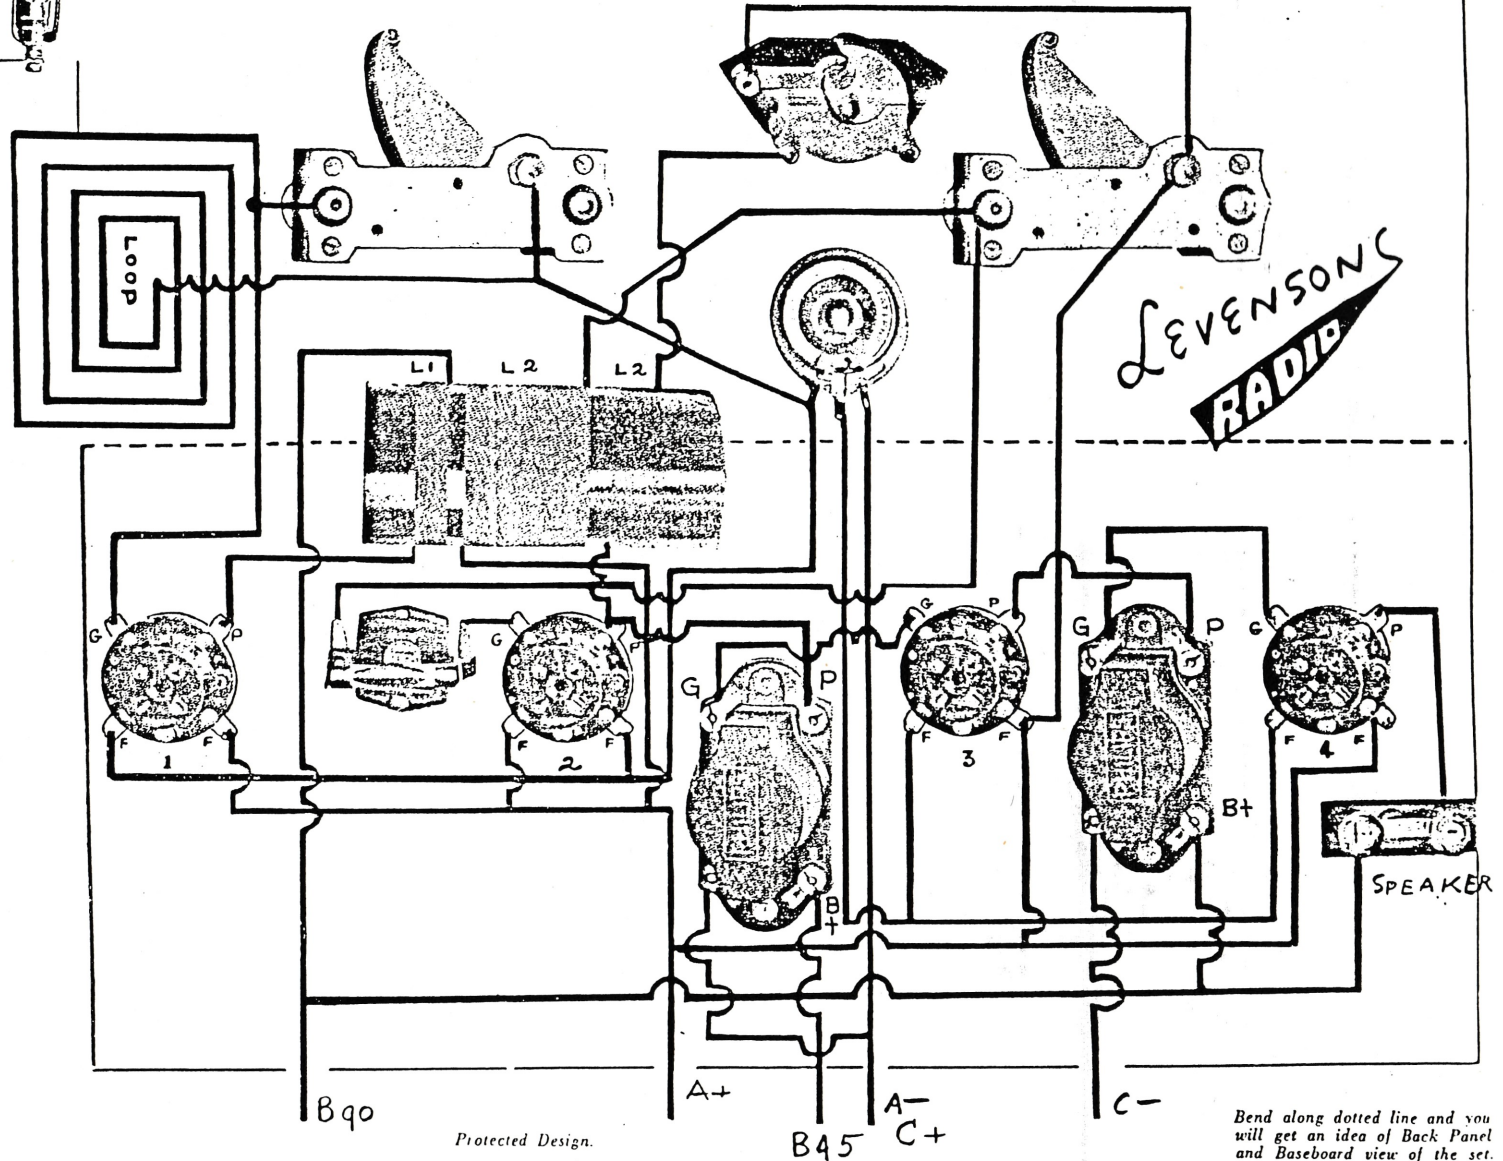 LOOP
L1 L2 L2
LEVENSONS
RADIO
G P
G P
G P
G P
G P
G P
F F
F F
F F
F F
1 2 3 4
B+
B
+
SPEAKER
B90
A+
B45
A-
C+
C-
Protected Design.
Bend along dotted line and you
will get an idea of Back Panel
and Baseboard view of the set.